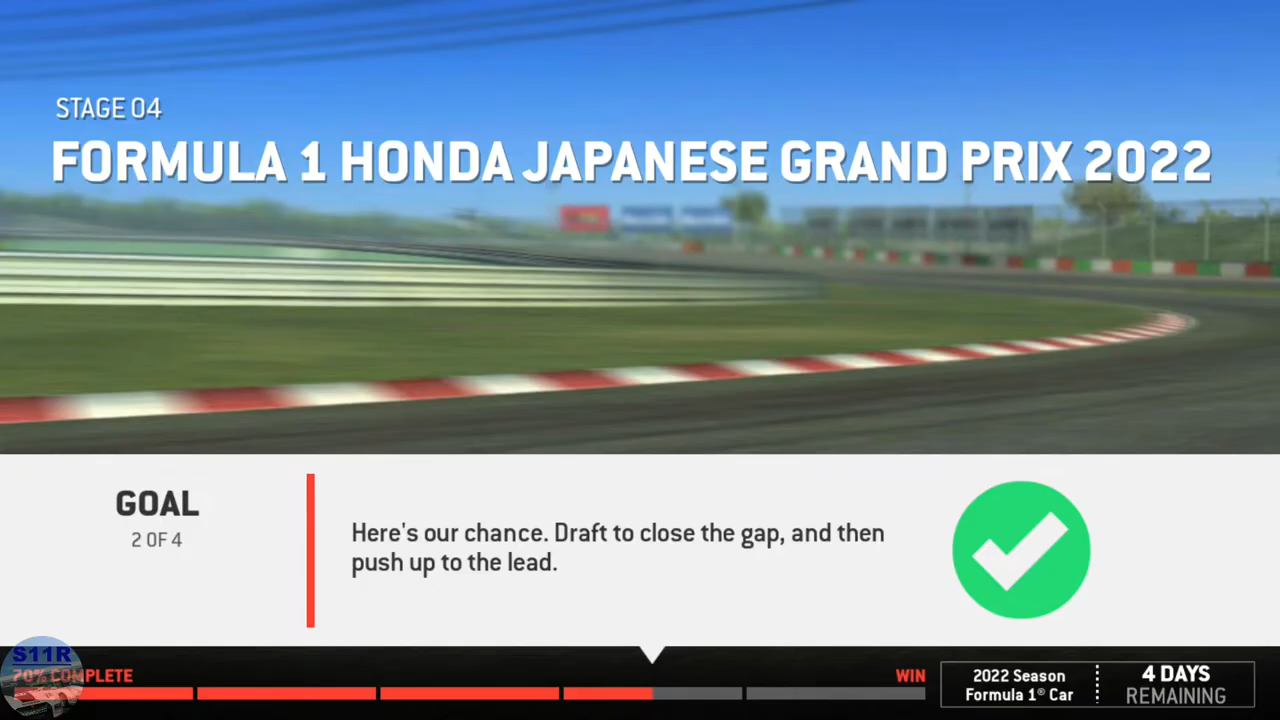 STAGE 04
FORMULA 1 HONDA JAPANESE GRAND PRIX 2022
GOAL
2 OF 4
Here's our chance. Draft to close the gap, and then
push up to the lead.
S11R
70% COMPLETE
WIN
2022 Season
Formula 1® Car
4 DAYS
REMAINING